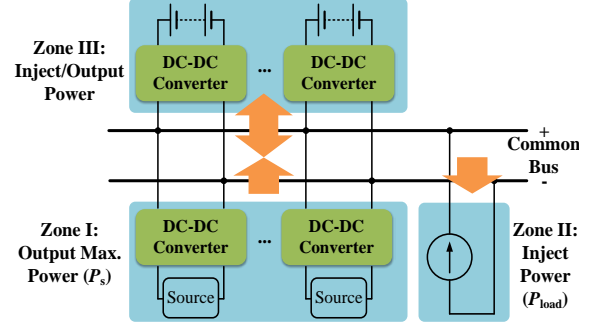 Zone III:
Inject/Output
Power
DC-DC
Converter
...
DC-DC
Converter
+
Common
Bus
-
Zone I:
Output Max.
Power (Ps)
DC-DC
Converter
...
DC-DC
Converter
Source
Source
Zone II:
Inject
Power
(Pload)